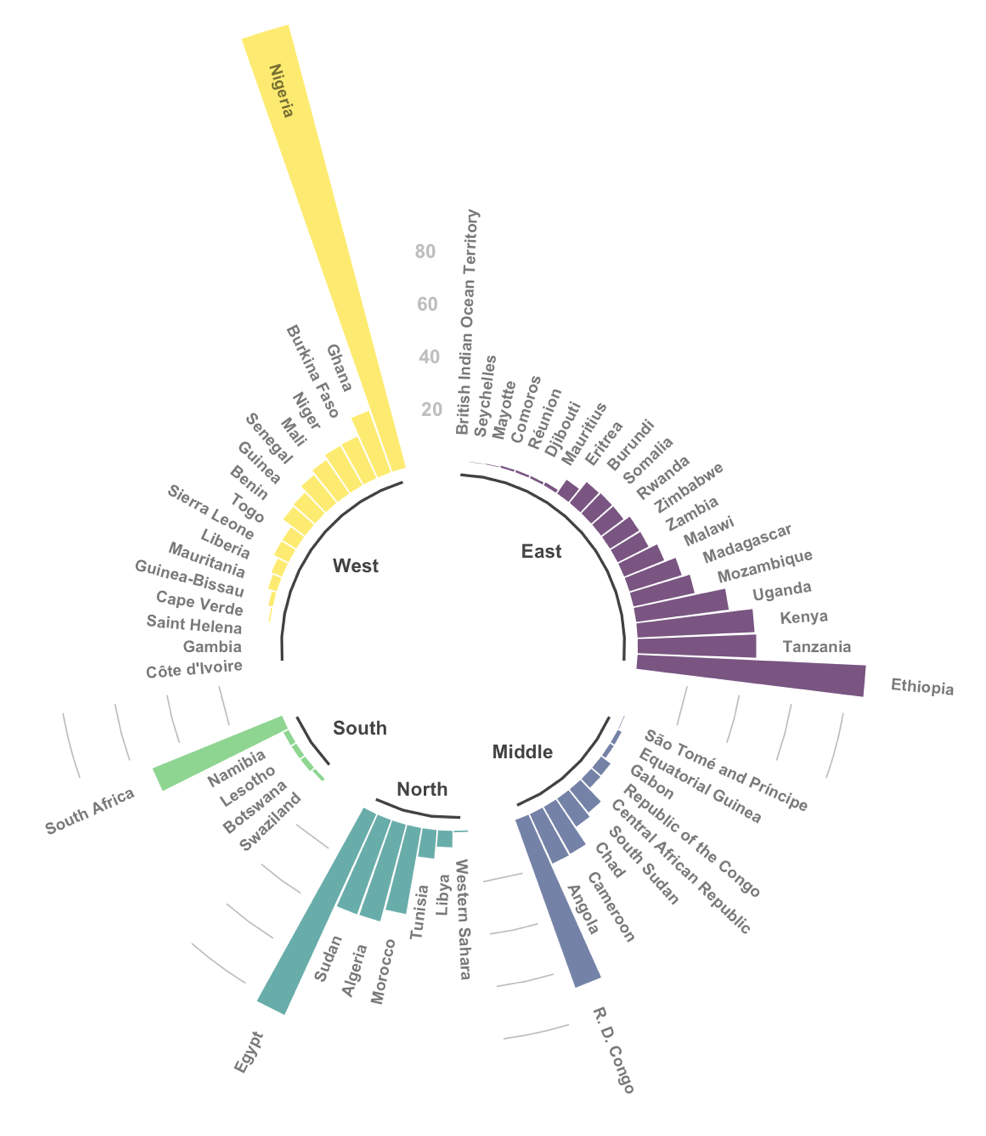 Nigeria
80
60
40
20
British Indian Ocean Territory
Seychelles
Mayotte
Comoros
Réunion
Djibouti
Mauritius
Eritrea
Burundi
Somalia
Rwanda
Zimbabwe
Zambia
Malawi
Madagascar
Mozambique
Uganda
Kenya
Tanzania
Ethiopia
East
São Tomé and Príncipe
Equatorial Guinea
Gabon
Republic of the Congo
Central African Republic
South Sudan
Chad
Cameroon
Angola
R. D. Congo
Middle
Western Sahara
Libya
Tunisia
Morocco
Algeria
Sudan
Egypt
North
Swaziland
Botswana
Lesotho
Namibia
South Africa
South
Côte d'Ivoire
Gambia
Saint Helena
Cape Verde
Guinea-Bissau
Mauritania
Liberia
Sierra Leone
Togo
Benin
Guinea
Senegal
Mali
Niger
Burkina Faso
Ghana
West